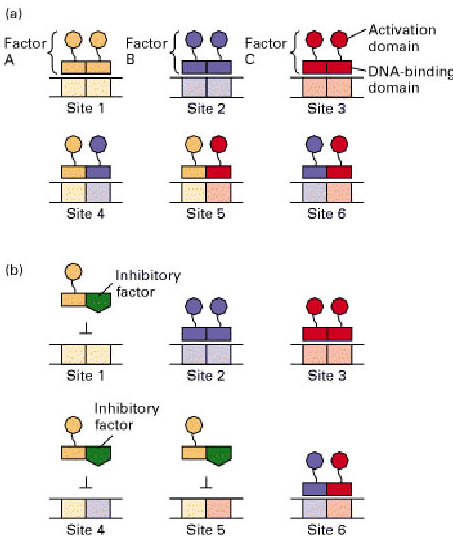 (a)
Factor A
Factor B
Factor C
Activation domain
DNA-binding domain
Site 1
Site 2
Site 3
Site 4
Site 5
Site 6
(b)
Inhibitory factor
Site 1
Site 2
Site 3
Inhibitory factor
Site 4
Site 5
Site 6